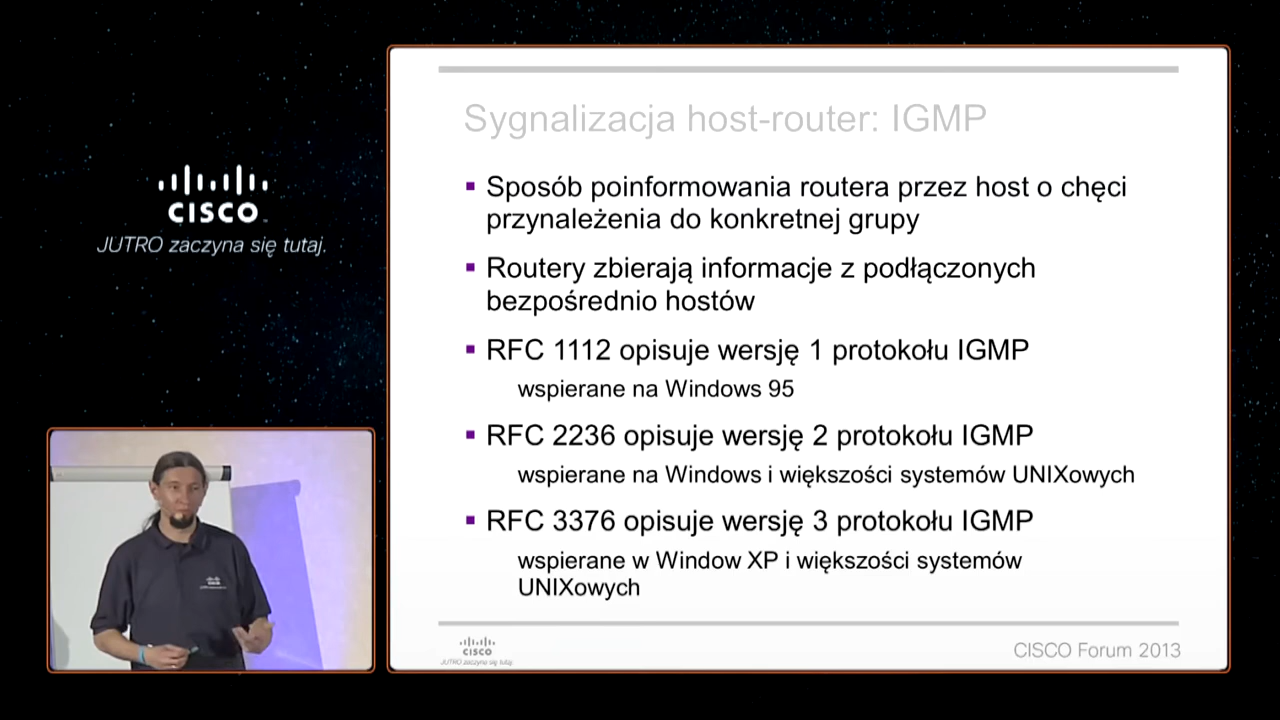 CISCO
JUTRO zaczyna się tutaj.
Sygnalizacja host-router: IGMP
▪ Sposób poinformowania routera przez host o chęci
przynależenia do konkretnej grupy
▪ Routery zbierają informacje z podłączonych
bezpośrednio hostów
▪ RFC 1112 opisuje wersję 1 protokołu IGMP
wspierane na Windows 95
▪ RFC 2236 opisuje wersję 2 protokołu IGMP
wspierane na Windows i większości systemów UNIXowych
▪ RFC 3376 opisuje wersję 3 protokołu IGMP
wspierane w Window XP i większości systemów
UNIXowych
CISCO
JUTRO zaczyna się tutaj.
CISCO Forum 2013